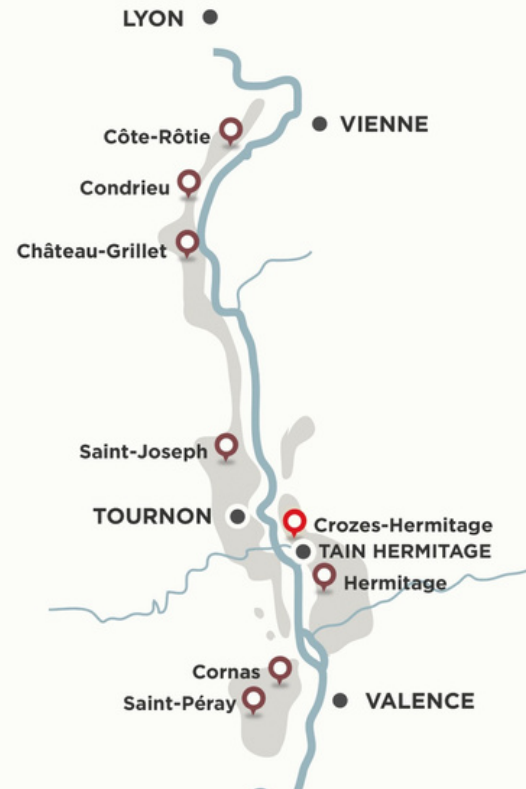 LYON
VIENNE
Côte-Rôtie
Condrieu
Château-Grillet
Saint-Joseph
TOURNON
Crozes-Hermitage
TAIN HERMITAGE
Hermitage
Cornas
Saint-Péray
VALENCE